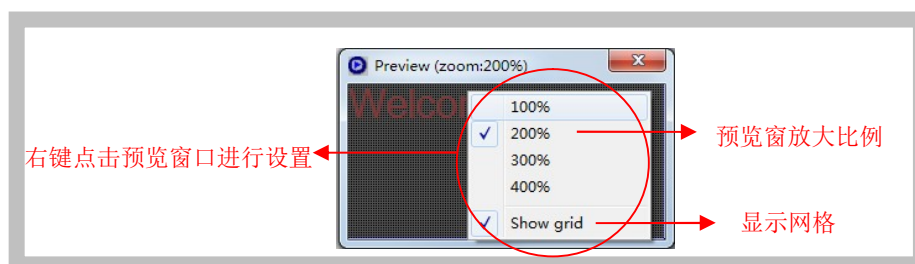 Preview (zoom:200%)
Welco
100%
200%
300%
400%
Show grid
右键点击预览窗口进行设置
预览窗放大比例
显示网格